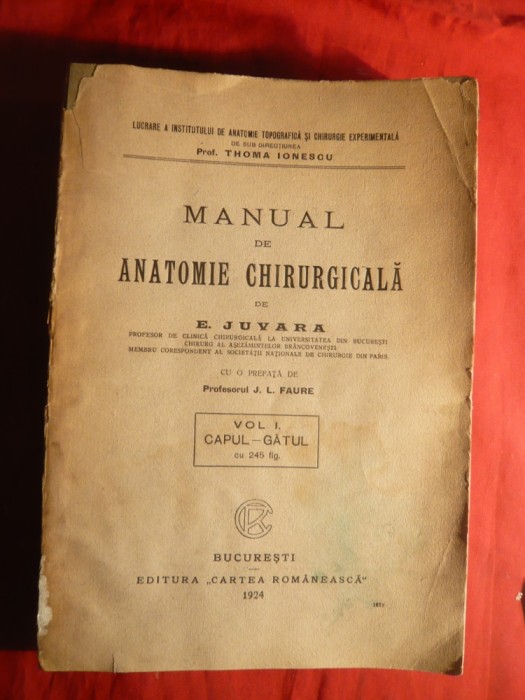 LUCRARE A INSTITUTULUI DE ANATOMIE TOPOGRAFICĂ ȘI CHIRURGIE EXPERIMENTALĂ
DE SUB DIRECȚIUNEA
Prof. THOMA IONESCU
MANUAL
DE
ANATOMIE CHIRURGICALĂ
DE
E. JUVARA
PROFESOR DE CLINICĂ CHIRURGICALĂ LA UNIVERSITATEA DIN BUCUREȘTI
CHIRURG AL AȘEZĂMINTELOR BRÂNCOVENEȘTI
MEMBRU CORESPONDENT AL SOCIETĂȚII NAȚIONALE DE CHIRURGIE DIN PARIS.
CU O PREFAȚĂ DE
Profesorul J. L. FAURE
VOL I.
CAPUL—GÂTUL
cu 245 fig.
BUCUREȘTI
EDITURA „CARTEA ROMÂNEASCĂ“
1924